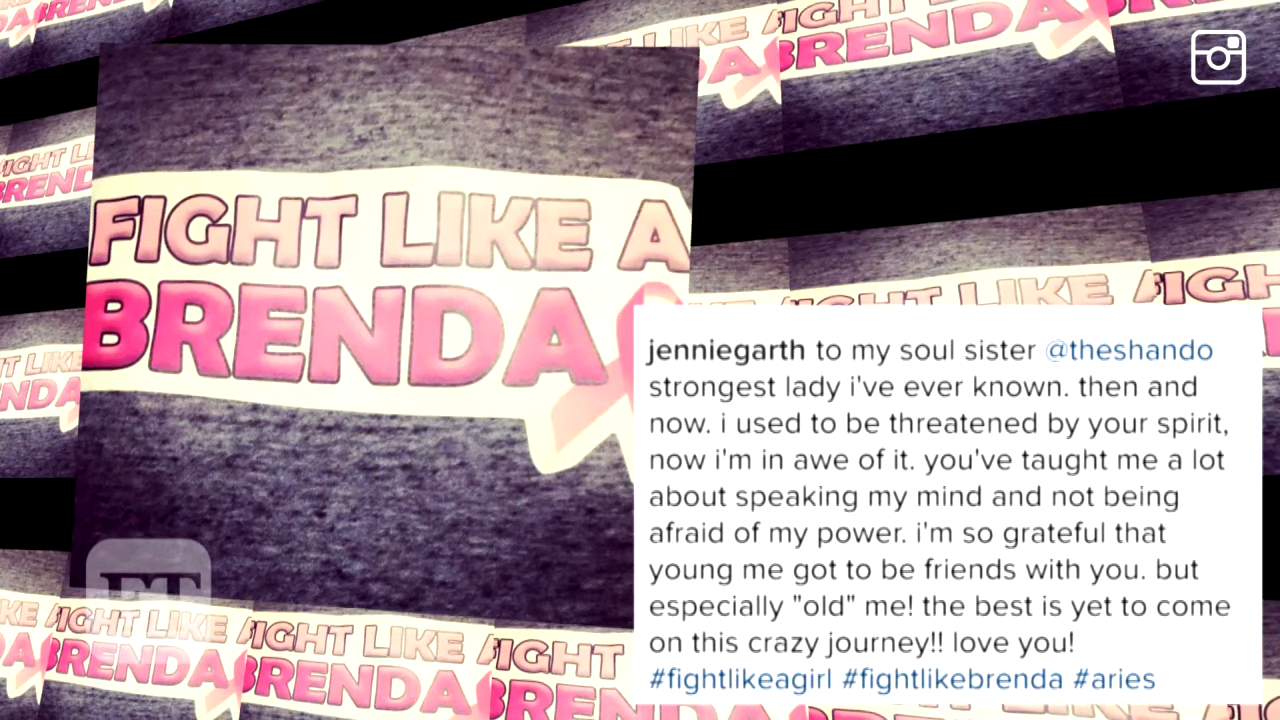 FIGHT LIKE A
BRENDA
jenniegarth to my soul sister @theshando
strongest lady i've ever known. then and
now. i used to be threatened by your spirit,
now i'm in awe of it. you've taught me a lot
about speaking my mind and not being
afraid of my power. i'm so grateful that
young me got to be friends with you. but
especially "old" me! the best is yet to come
on this crazy journey!! love you!
#fightlikeagirl #fightlikebrenda #aries
ET